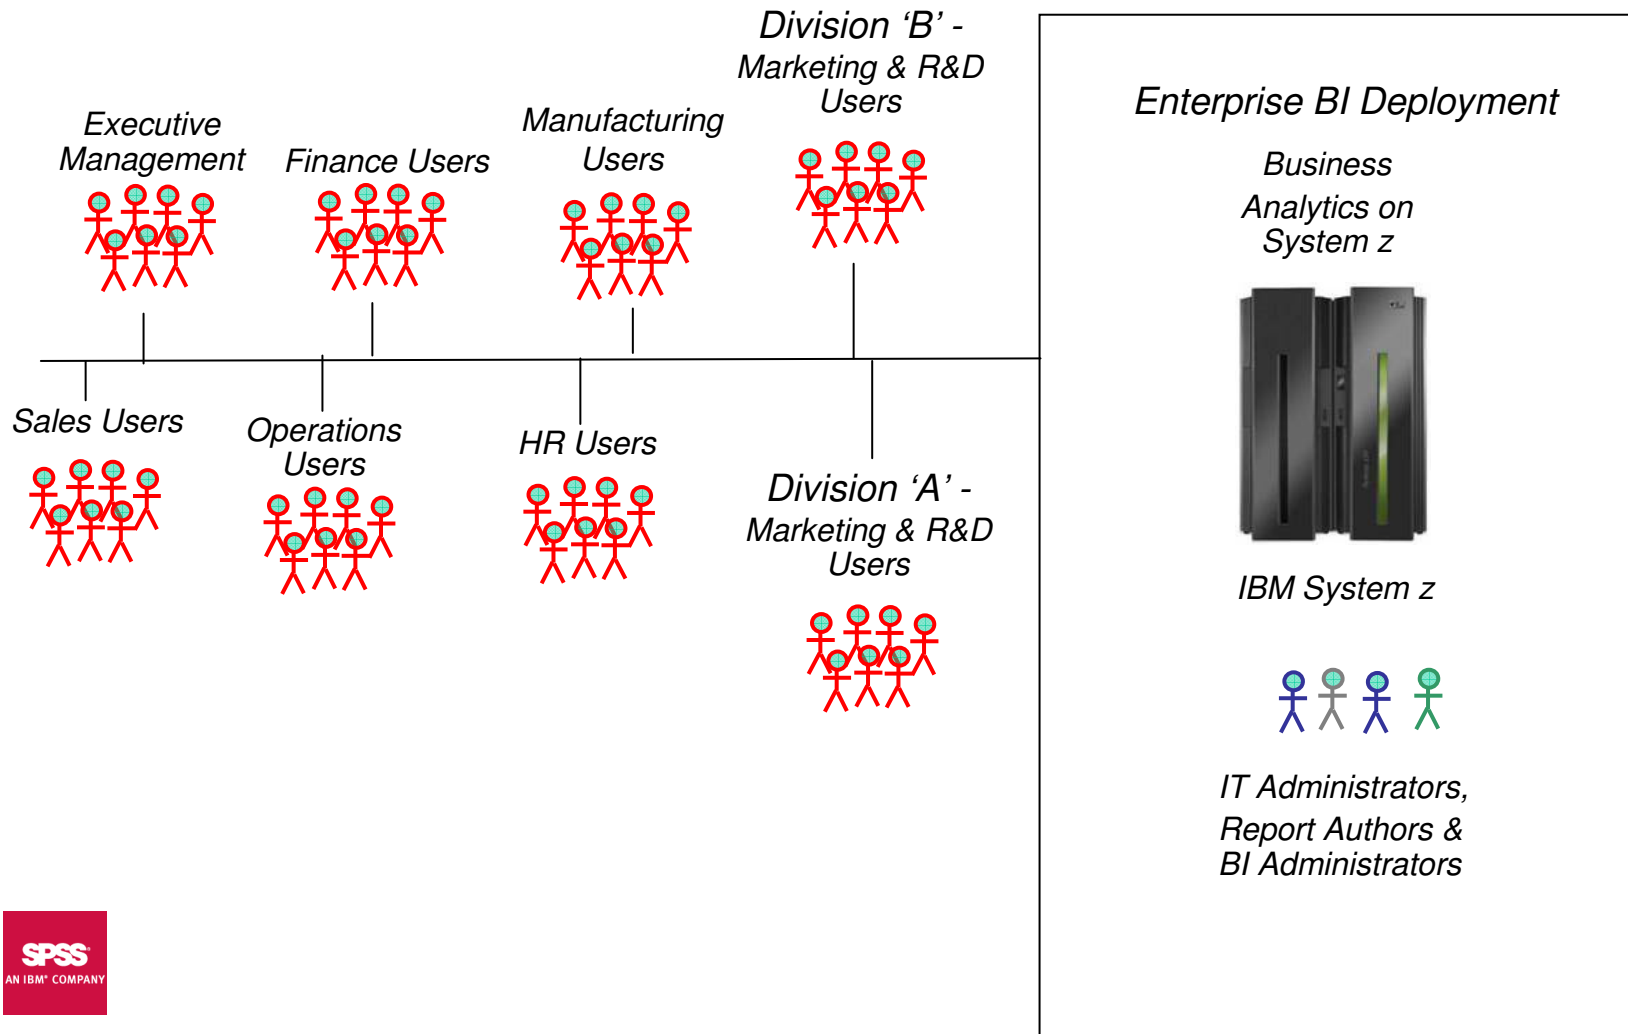 Division ‘B’ -
Marketing & R&D
Users
Executive
Management
Finance Users
Manufacturing
Users
Sales Users
Operations
Users
HR Users
Division ‘A’ -
Marketing & R&D
Users
Enterprise BI Deployment
Business
Analytics on
System z
IBM System z
IT Administrators,
Report Authors &
BI Administrators
SPSS
AN IBM® COMPANY